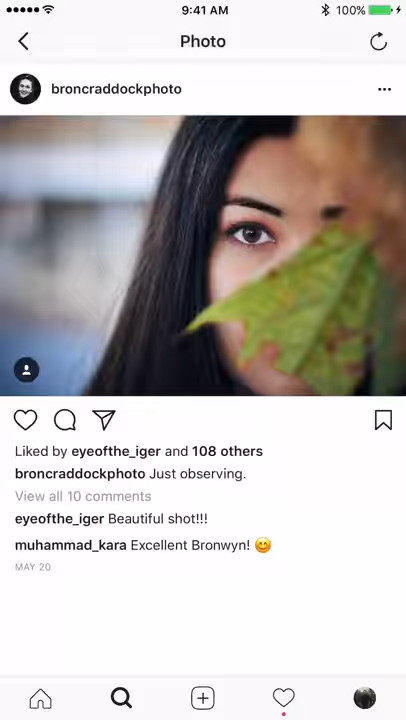 9:41 AM 100%
Photo
broncraddockphoto
Liked by eyeofthe_iger and 108 others
broncraddockphoto Just observing.
View all 10 comments
eyeofthe_iger Beautiful shot!!!
muhammad_kara Excellent Bronwyn! 😊
MAY 20